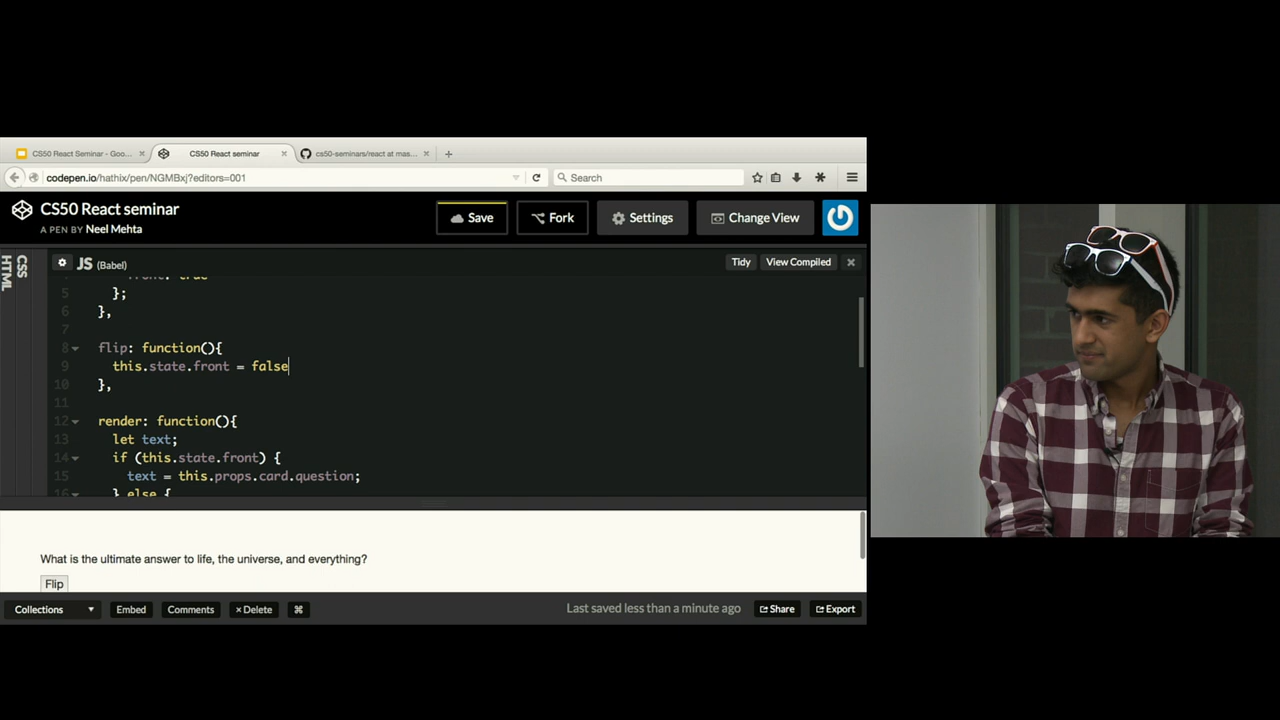 CS50 React Seminar - Goo...
CS50 React seminar
cs50-seminars/react at mas...
codepen.io/hathix/pen/NGMBxj?editors=001
Search
CS50 React seminar
A PEN BY Neel Mehta
Save
Fork
Settings
Change View
HTML
CSS
JS (Babel)
Tidy
View Compiled
5 };
6 },
7
8 flip: function(){
9 this.state.front = false
10 },
11
12 render: function(){
13 let text;
14 if (this.state.front) {
15 text = this.props.card.question;
16 } else {
What is the ultimate answer to life, the universe, and everything?
Flip
Collections
Embed
Comments
× Delete
⌘
Last saved less than a minute ago
Share
Export